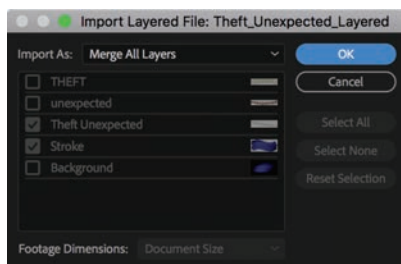 Import Layered File: Theft_Unexpected_Layered
Import As: Merge All Layers
OK
THEFT
Cancel
unexpected
Theft Unexpected
Select All
Stroke
Select None
Background
Reset Selection
Footage Dimensions: Document Size